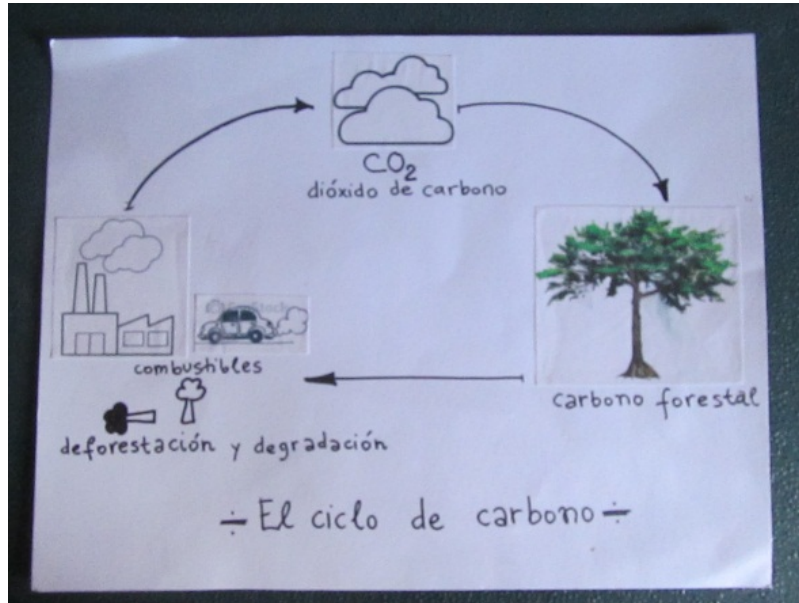 CO2
dióxido de carbono
combustibles
carbono forestal
deforestación y degradación
÷ El ciclo de carbono ÷